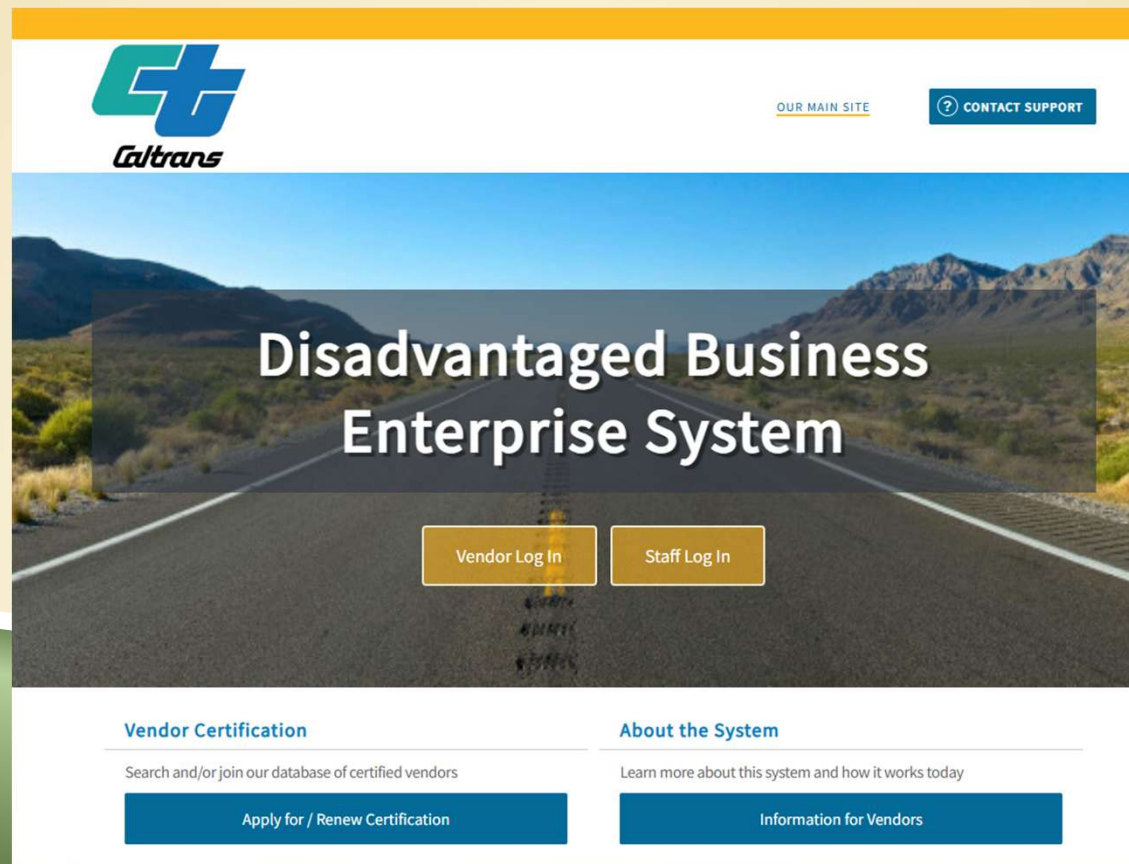 Caltrans
OUR MAIN SITE
? CONTACT SUPPORT
Disadvantaged Business
Enterprise System
Vendor Log In
Staff Log In
Vendor Certification
About the System
Search and/or join our database of certified vendors
Learn more about this system and how it works today
Apply for / Renew Certification
Information for Vendors